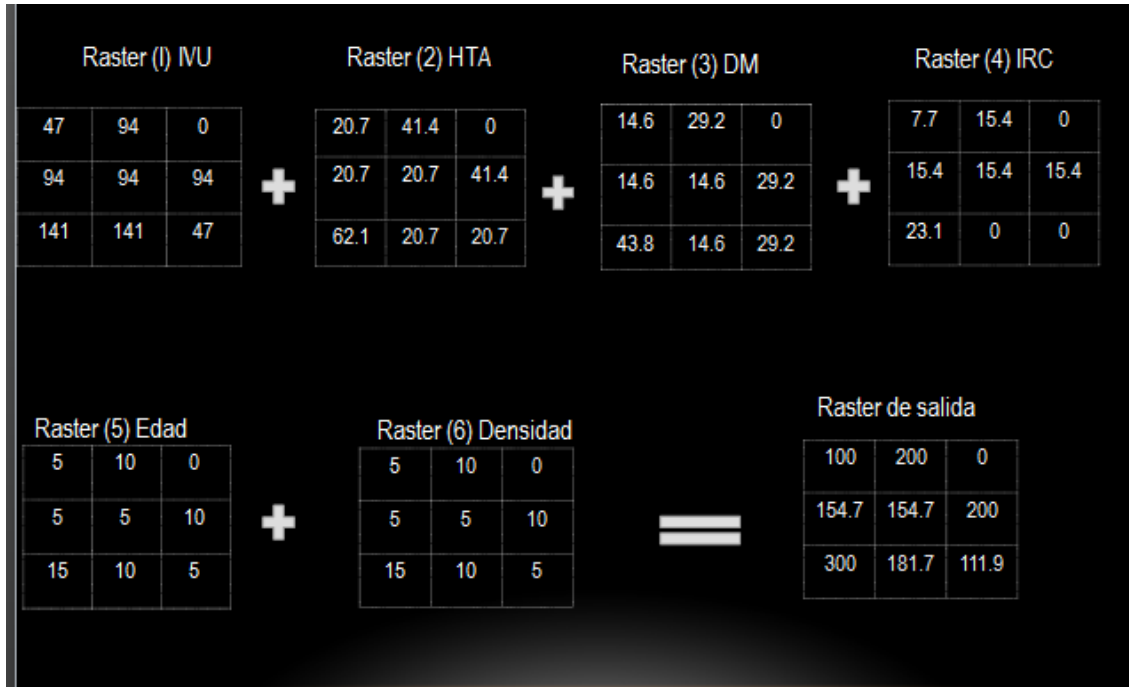 Raster (I) IVU
Raster (2) HTA
Raster (3) DM
Raster (4) IRC
47 94 0
94 94 94
141 141 47
20.7 41.4 0
20.7 20.7 41.4
62.1 20.7 20.7
14.6 29.2 0
14.6 14.6 29.2
43.8 14.6 29.2
7.7 15.4 0
15.4 15.4 15.4
23.1 0 0
Raster (5) Edad
5 10 0
5 5 10
15 10 5
Raster (6) Densidad
5 10 0
5 5 10
15 10 5
Raster de salida
100 200 0
154.7 154.7 200
300 181.7 111.9